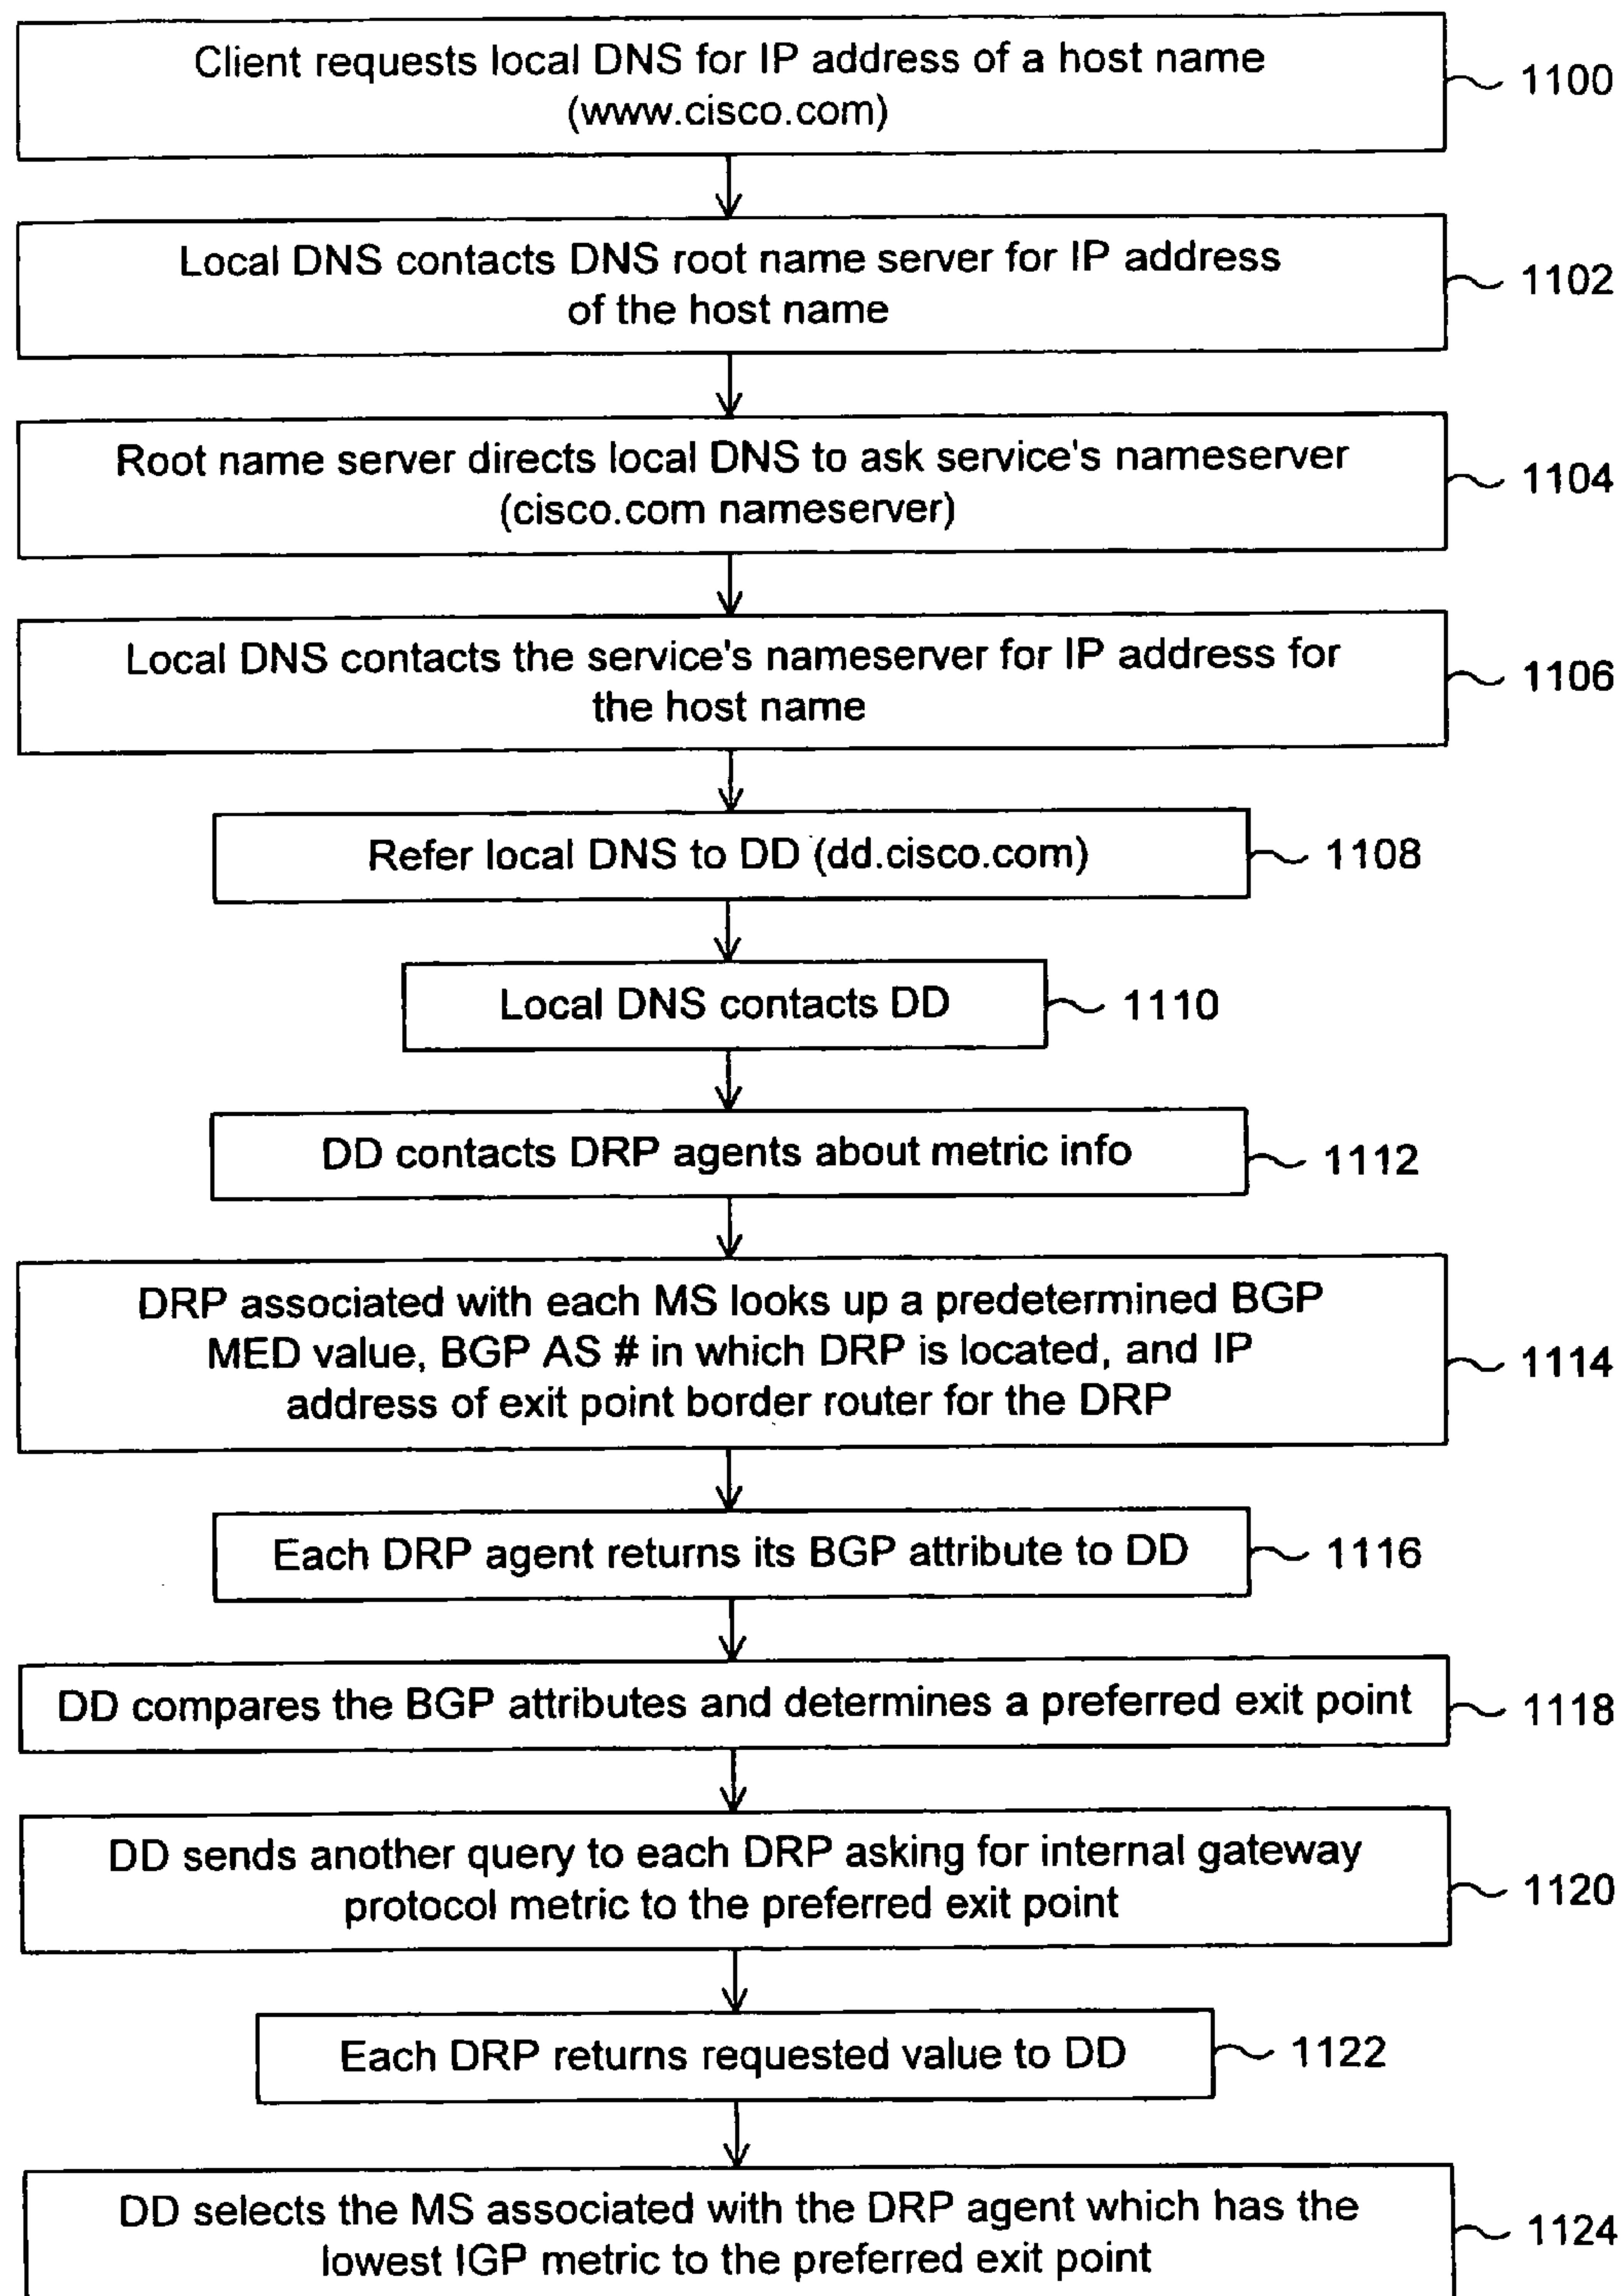 Client requests local DNS for IP address of a host name
(www.cisco.com)
1100
Local DNS contacts DNS root name server for IP address
of the host name
1102
Root name server directs local DNS to ask service's nameserver
(cisco.com nameserver)
1104
Local DNS contacts the service's nameserver for IP address for
the host name
1106
Refer local DNS to DD (dd.cisco.com)
1108
Local DNS contacts DD
1110
DD contacts DRP agents about metric info
1112
DRP associated with each MS looks up a predetermined BGP
MED value, BGP AS # in which DRP is located, and IP
address of exit point border router for the DRP
1114
Each DRP agent returns its BGP attribute to DD
1116
DD compares the BGP attributes and determines a preferred exit point
1118
DD sends another query to each DRP asking for internal gateway
protocol metric to the preferred exit point
1120
Each DRP returns requested value to DD
1122
DD selects the MS associated with the DRP agent which has the
lowest IGP metric to the preferred exit point
1124